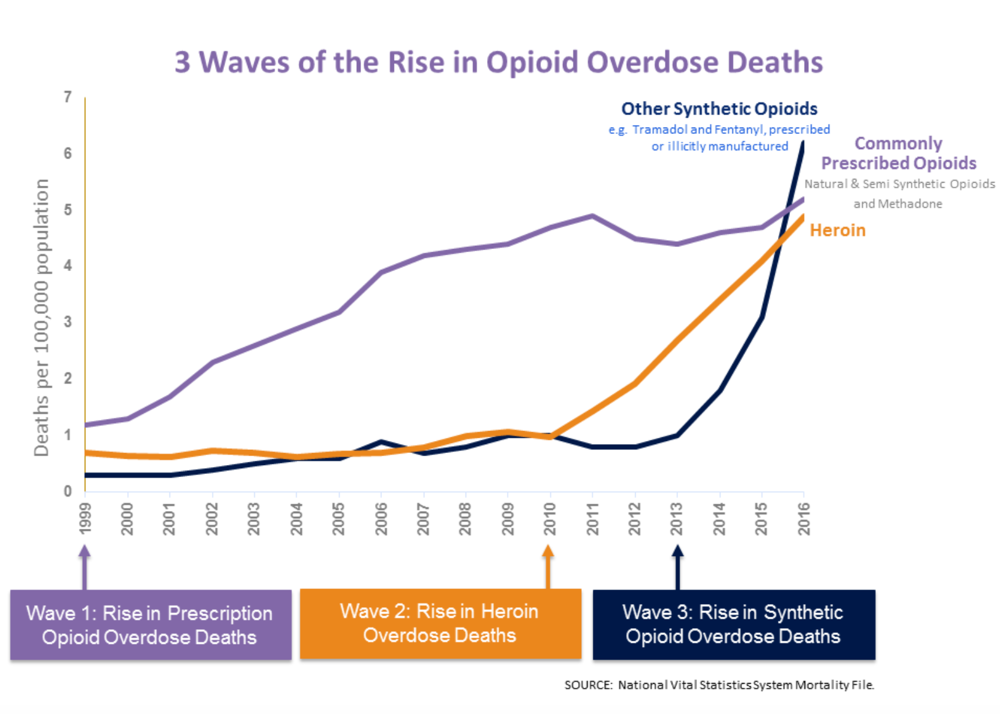 3 Waves of the Rise in Opioid Overdose Deaths
7
6
5
4
3
2
1
0
Deaths per 100,000 population
Other Synthetic Opioids
e.g. Tramadol and Fentanyl, prescribed
or illicitly manufactured
Commonly
Prescribed Opioids
Natural & Semi Synthetic Opioids
and Methadone
Heroin
1999
2000
2001
2002
2003
2004
2005
2006
2007
2008
2009
2010
2011
2012
2013
2014
2015
2016
Wave 1: Rise in Prescription
Opioid Overdose Deaths
Wave 2: Rise in Heroin
Overdose Deaths
Wave 3: Rise in Synthetic
Opioid Overdose Deaths
SOURCE: National Vital Statistics System Mortality File.